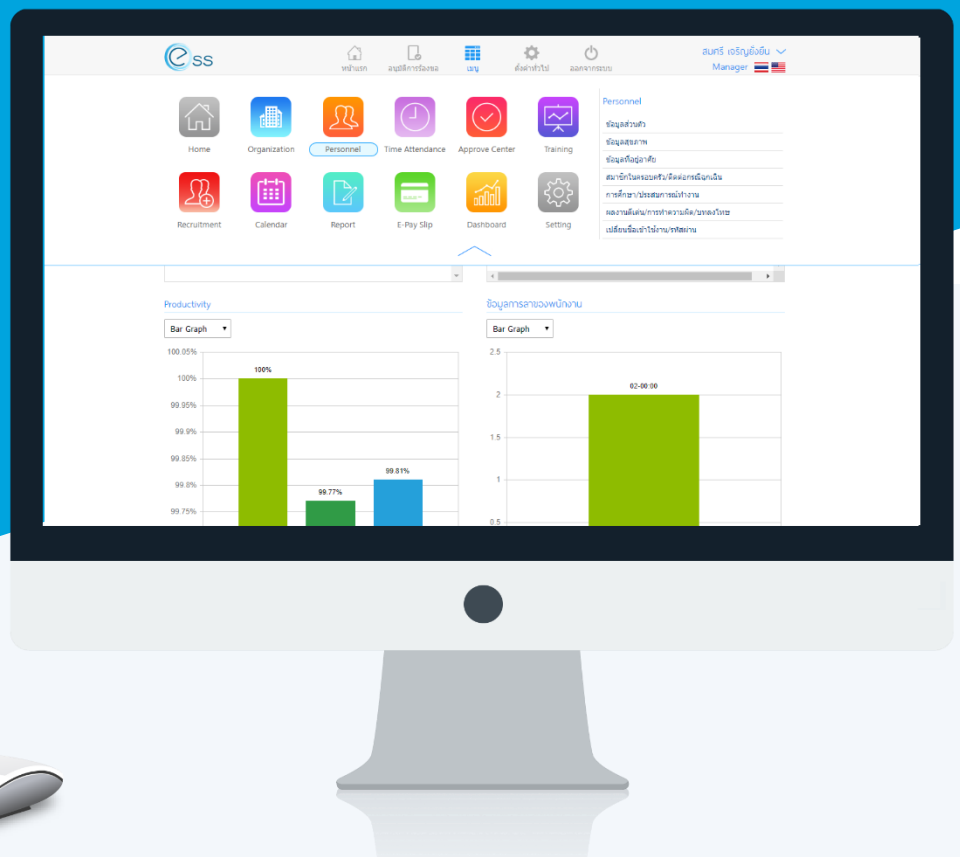 ess
หน้าแรก
อนุมัติการร้องขอ
เมนู
ตั้งค่าทั่วไป
ออกจากระบบ
สมศรี เจริญยั่งยืน
Manager
Home
Organization
Personnel
Time Attendance
Approve Center
Training
Recruitment
Calendar
Report
E-Pay Slip
Dashboard
Setting
Personnel
ข้อมูลส่วนตัว
ข้อมูลสุขภาพ
ข้อมูลที่อยู่อาศัย
สมาชิกในครอบครัว/ติดต่อกรณีฉุกเฉิน
การศึกษา/ประสบการณ์ทำงาน
ผลงานดีเด่น/การทำความผิด/บทลงโทษ
เปลี่ยนชื่อเข้าใช้งาน/รหัสผ่าน
Productivity
Bar Graph
100.05%
100%
99.95%
99.9%
99.85%
99.8%
99.75%
100%
99.77%
99.81%
ข้อมูลการลาของพนักงาน
Bar Graph
2.5
2
1.5
1
0.5
02-00:00